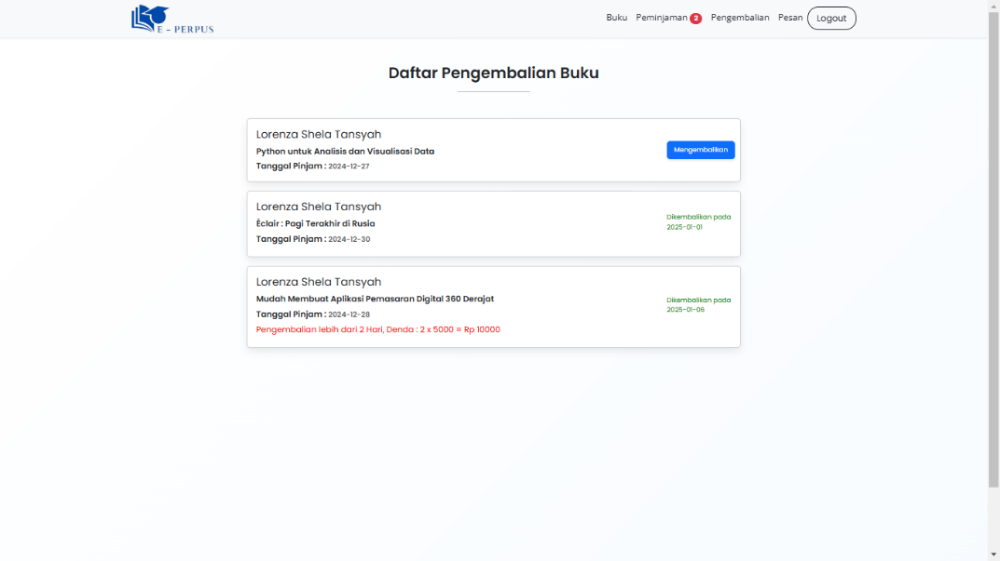 E - PERPUS
Buku Peminjaman 2 Pengembalian Pesan Logout
Daftar Pengembalian Buku
Lorenza Shela Tansyah
Python untuk Analisis dan Visualisasi Data
Tanggal Pinjam : 2024-12-27
Mengembalikan
Lorenza Shela Tansyah
Éclair : Pagi Terakhir di Rusia
Tanggal Pinjam : 2024-12-30
Dikembalikan pada
2025-01-01
Lorenza Shela Tansyah
Mudah Membuat Aplikasi Pemasaran Digital 360 Derajat
Tanggal Pinjam : 2024-12-28
Pengembalian lebih dari 2 Hari, Denda : 2 x 5000 = Rp 10000
Dikembalikan pada
2025-01-06